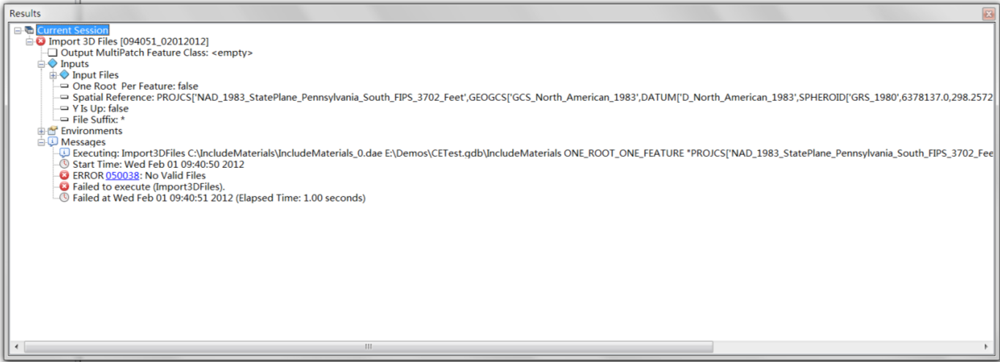 Results
Current Session
Import 3D Files [094051_02012012]
Output MultiPatch Feature Class: <empty>
Inputs
Input Files
One Root  Per Feature: false
Spatial Reference: PROJCS['NAD_1983_StatePlane_Pennsylvania_South_FIPS_3702_Feet',GEOGCS['GCS_North_American_1983',DATUM['D_North_American_1983',SPHEROID['GRS_1980',6378137.0,298.2572
Y Is Up: false
File Suffix: *
Environments
Messages
Executing: Import3DFiles C:\IncludeMaterials\IncludeMaterials_0.dae E:\Demos\CETest.gdb\IncludeMaterials ONE_ROOT_ONE_FEATURE *PROJCS['NAD_1983_StatePlane_Pennsylvania_South_FIPS_3702_Fee
Start Time: Wed Feb 01 09:40:50 2012
ERROR 050038: No Valid Files
Failed to execute (Import3DFiles).
Failed at Wed Feb 01 09:40:51 2012 (Elapsed Time: 1.00 seconds)